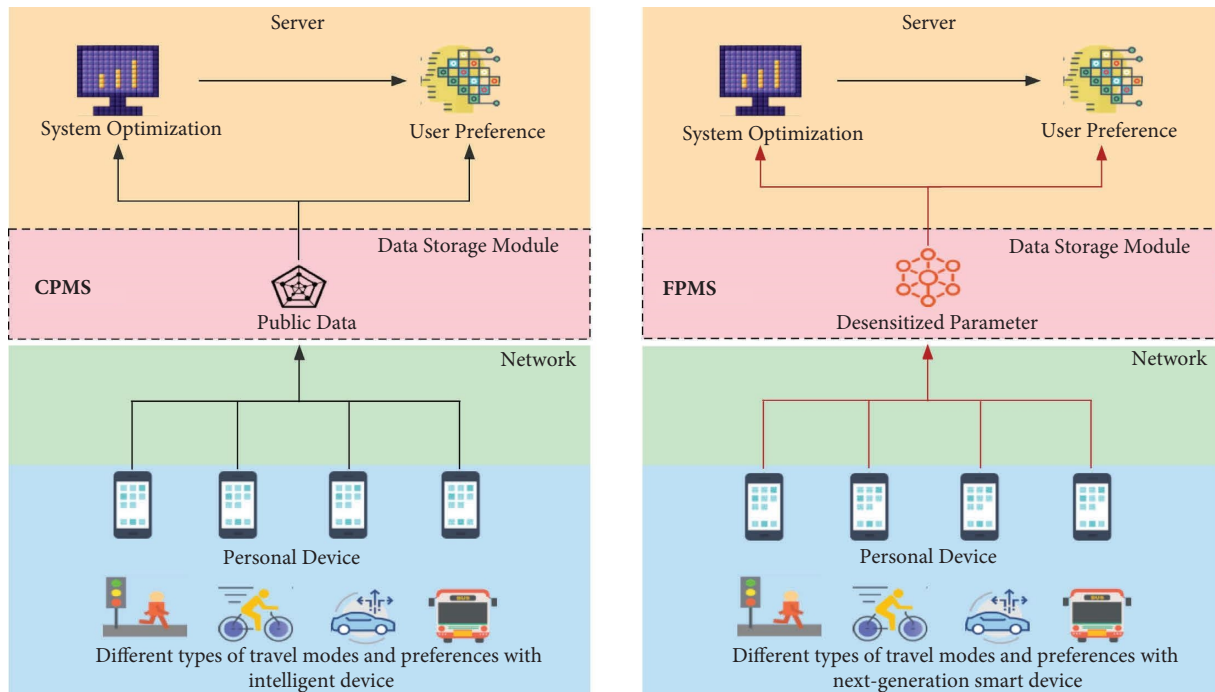 Server
System Optimization
User Preference
Data Storage Module
CPMS
Public Data
Network
Personal Device
Different types of travel modes and preferences with
intelligent device
Server
System Optimization
User Preference
Data Storage Module
FPMS
Desensitized Parameter
Network
Personal Device
Different types of travel modes and preferences with
next-generation smart device